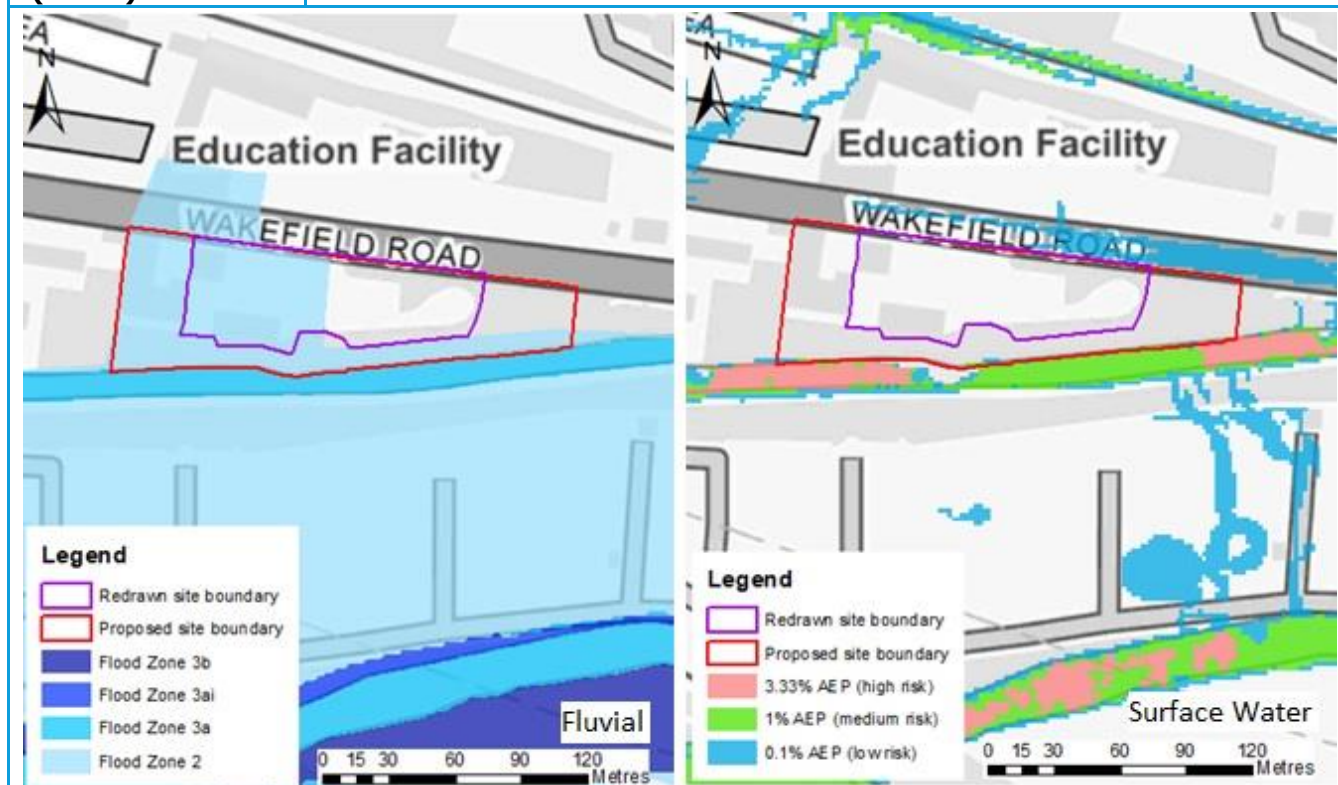 EA
N
Education Facility
WAKEFIELD ROAD
Legend
Redrawn site boundary
Proposed site boundary
Flood Zone 3b
Flood Zone 3ai
Flood Zone 3a
Flood Zone 2
Fluvial
0 15 30 60 90 120
Metres
EA
N
Education Facility
WAKEFIELD ROAD
Legend
Redrawn site boundary
Proposed site boundary
3.33% AEP (high risk)
1% AEP (medium risk)
0.1% AEP (low risk)
Surface Water
0 15 30 60 90 120
Metres